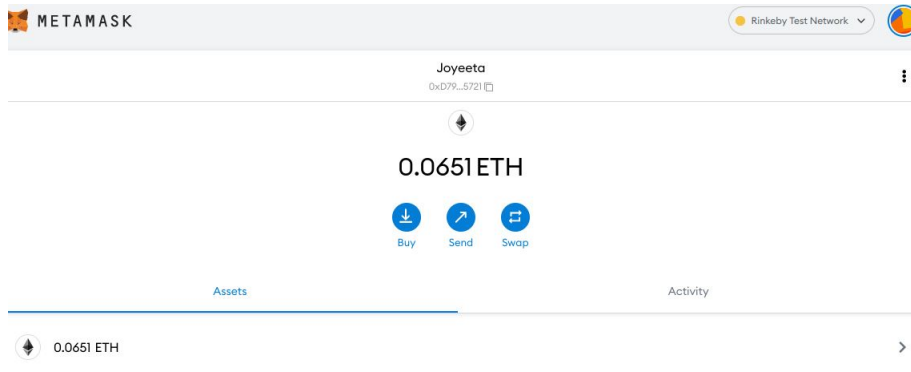 METAMASK
Rinkeby Test Network
Joyeeta
0xD79...5721
0.0651 ETH
Buy Send Swap
Assets Activity
0.0651 ETH